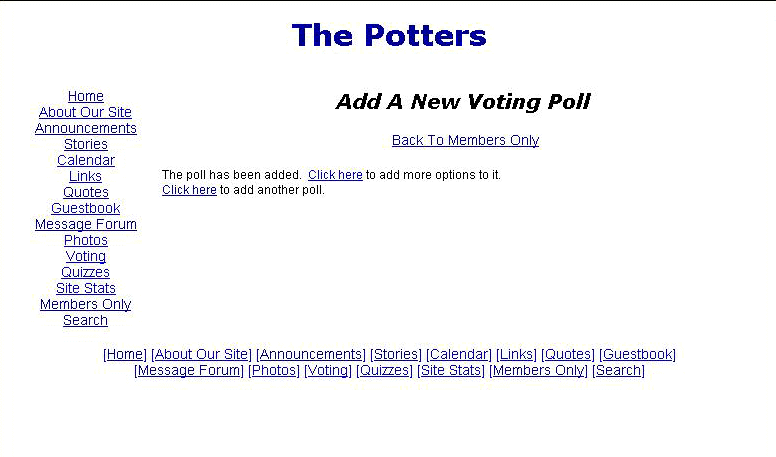 The Potters
Home
About Our Site
Announcements
Stories
Calendar
Links
Quotes
Guestbook
Message Forum
Photos
Voting
Quizzes
Site Stats
Members Only
Search
Add A New Voting Poll
Back To Members Only
The poll has been added. Click here to add more options to it.
Click here to add another poll.
[Home] [About Our Site] [Announcements] [Stories] [Calendar] [Links] [Quotes] [Guestbook]
[Message Forum] [Photos] [Voting] [Quizzes] [Site Stats] [Members Only] [Search]